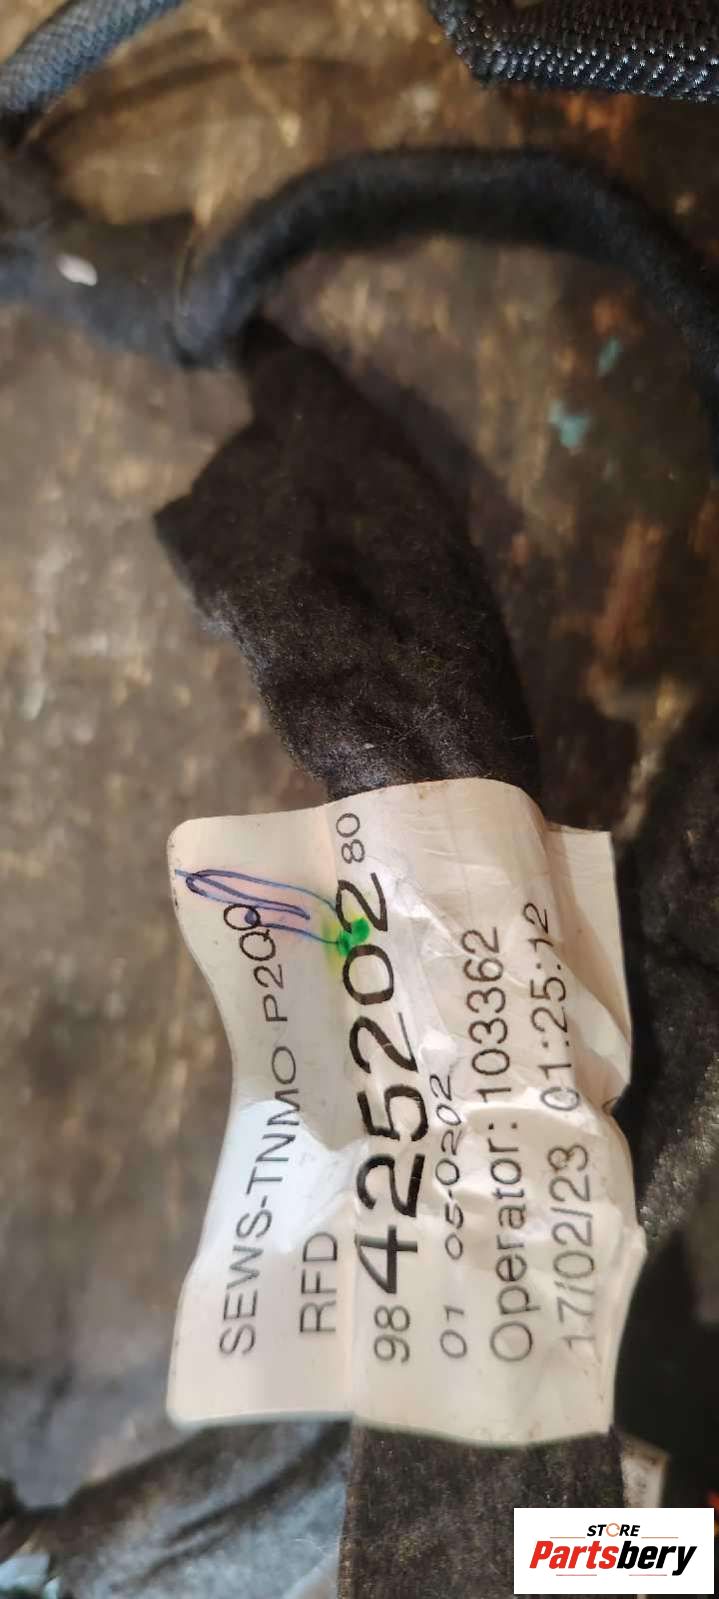 SEWS-TNMO P2Q0
RFD
98 425202 80
01 05-0202
Operator: 103362
17/02/23 01:25:12
STORE
Partsbery